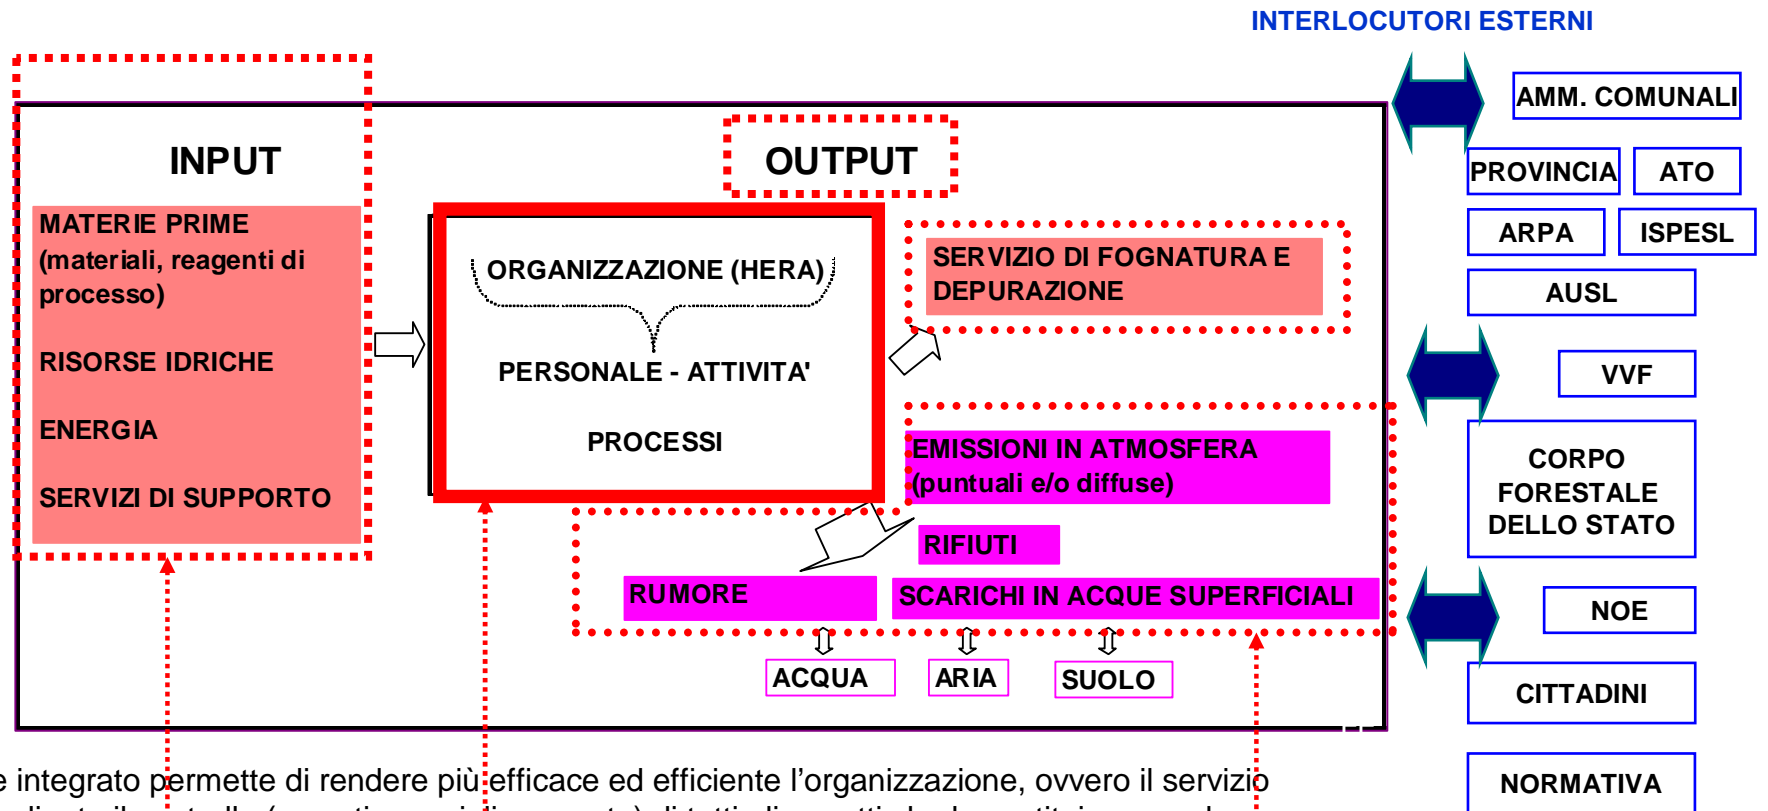 INTERLOCUTORI ESTERNI
INPUT
MATERIE PRIME
(materiali, reagenti di
processo)
RISORSE IDRICHE
ENERGIA
SERVIZI DI SUPPORTO
ORGANIZZAZIONE (HERA)
PERSONALE - ATTIVITA'
PROCESSI
OUTPUT
SERVIZIO DI FOGNATURA E
DEPURAZIONE
EMISSIONI IN ATMOSFERA
(puntuali e/o diffuse)
RIFIUTI
RUMORE
SCARICHI IN ACQUE SUPERFICIALI
ACQUA
ARIA
SUOLO
AMM. COMUNALI
PROVINCIA
ATO
ARPA
ISPESL
AUSL
VVF
CORPO
FORESTALE
DELLO STATO
NOE
CITTADINI
NORMATIVA
e integrato permette di rendere più efficace ed efficiente l'organizzazione, ovvero il servizio